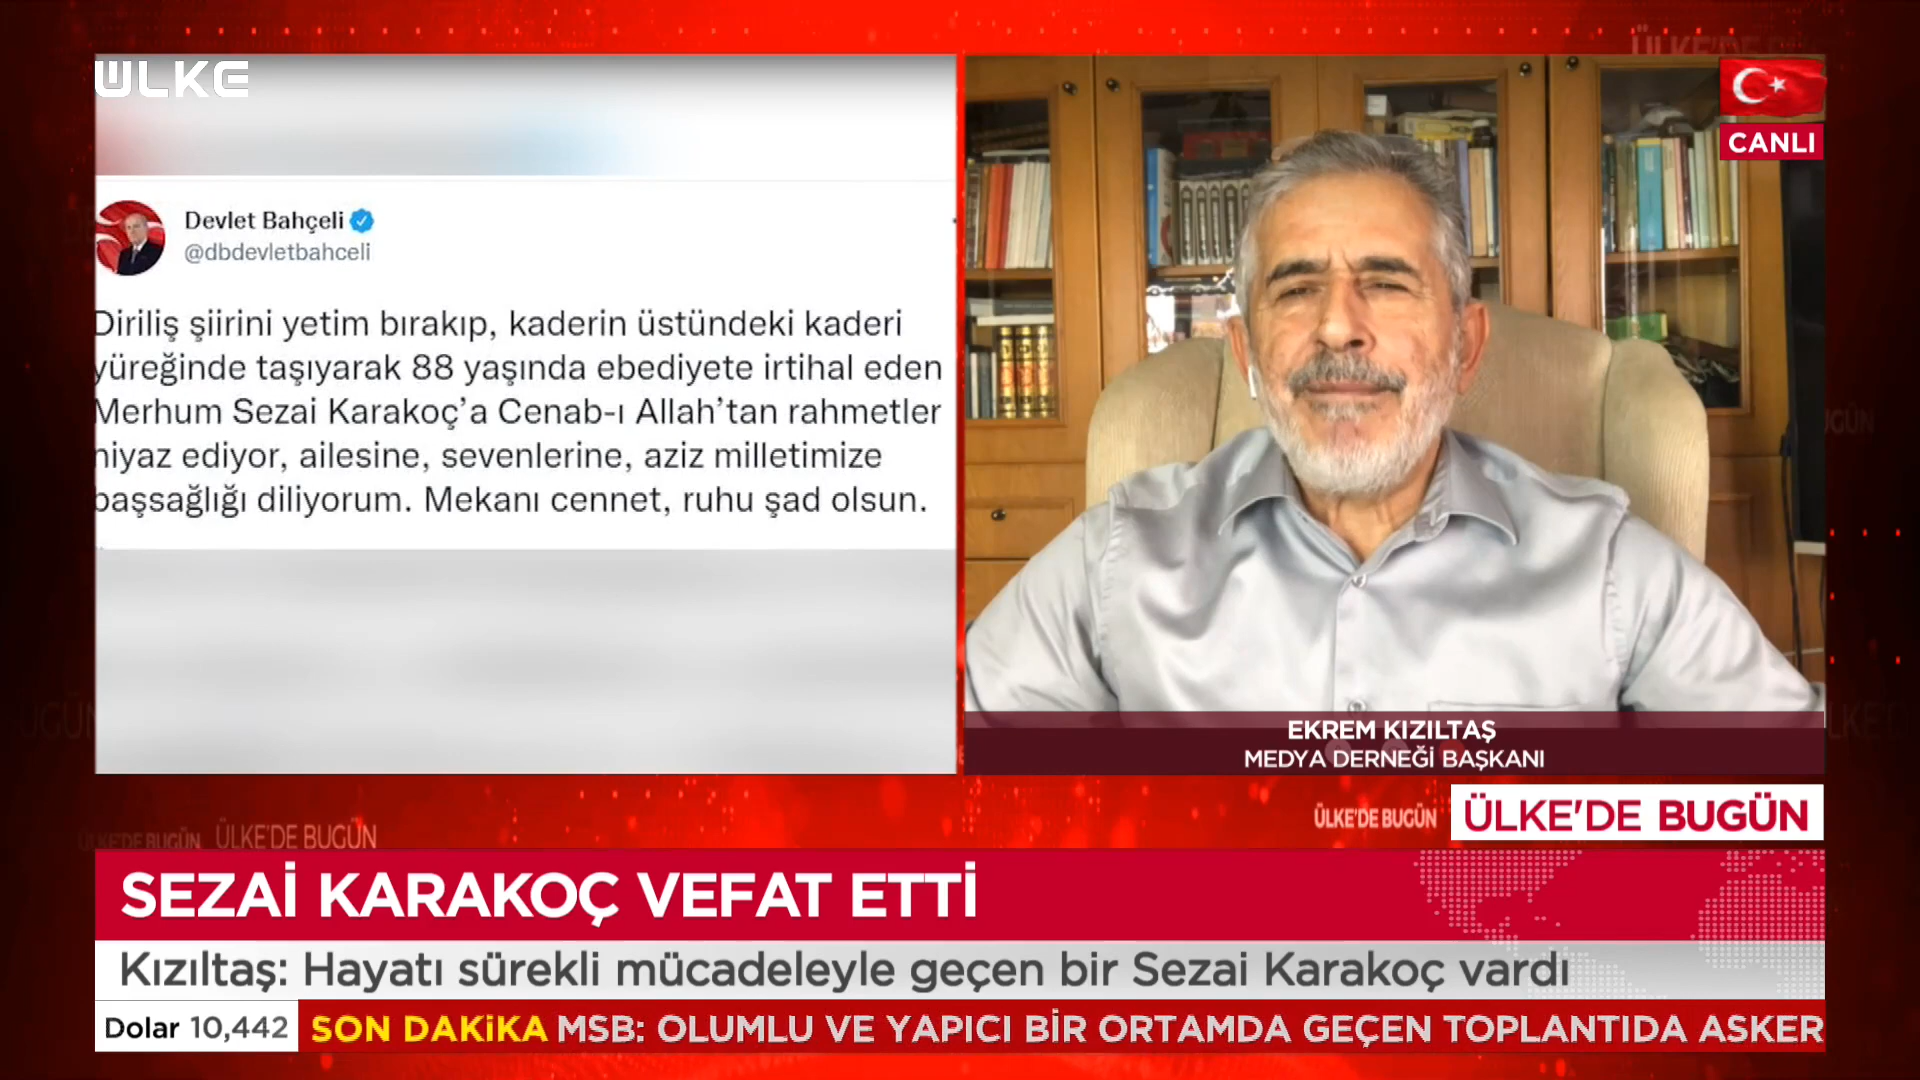 ÜLKE
Devlet Bahçeli
@dbdevletbahceli
Diriliş şiirini yetim bırakıp, kaderin üstündeki kaderi
yüreğinde taşıyarak 88 yaşında ebediyete irtihal eden
Merhum Sezai Karakoç’a Cenab-ı Allah’tan rahmetler
niyaz ediyor, ailesine, sevenlerine, aziz milletimize
başsağlığı diliyorum. Mekanı cennet, ruhu şad olsun.
CANLI
EKREM KIZILTAŞ
MEDYA DERNEĞİ BAŞKANI
ÜLKE'DE BUGÜN
ÜLKE'DE BUGÜN
ÜLKE'DE BUGÜN
ÜLKE'DE BUGÜN
SEZAİ KARAKOÇ VEFAT ETTİ
Kızıltaş: Hayatı sürekli mücadeleyle geçen bir Sezai Karakoç vardı
Dolar 10,442
SON DAKİKA MSB: OLUMLU VE YAPICI BİR ORTAMDA GEÇEN TOPLANTIDA ASKER